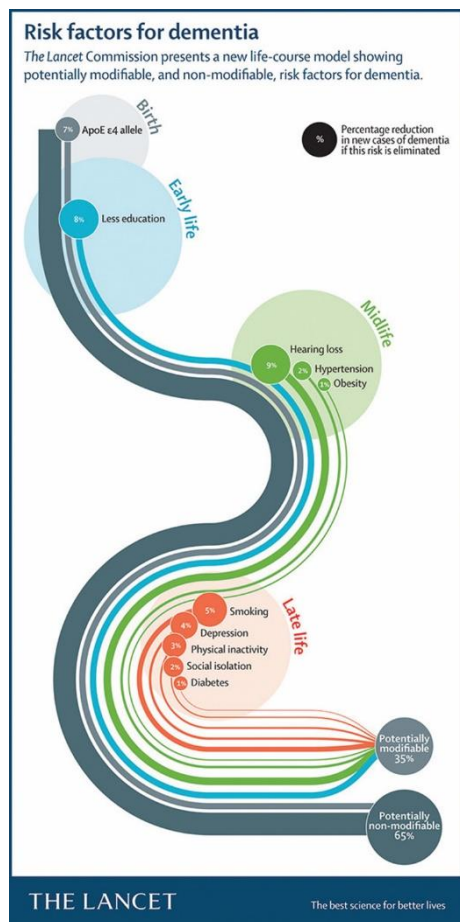 Risk factors for dementia
The Lancet Commission presents a new life-course model showing
potentially modifiable, and non-modifiable, risk factors for dementia.
Birth
7%
ApoE ε4 allele
%
Percentage reduction
in new cases of dementia
if this risk is eliminated
Early life
8%
Less education
Midlife
Hearing loss
9%
2%
Hypertension
1%
Obesity
Late life
5%
Smoking
4%
Depression
3%
Physical inactivity
2%
Social isolation
1%
Diabetes
Potentially
modifiable
35%
Potentially
non-modifiable
65%
THE LANCET
The best science for better lives